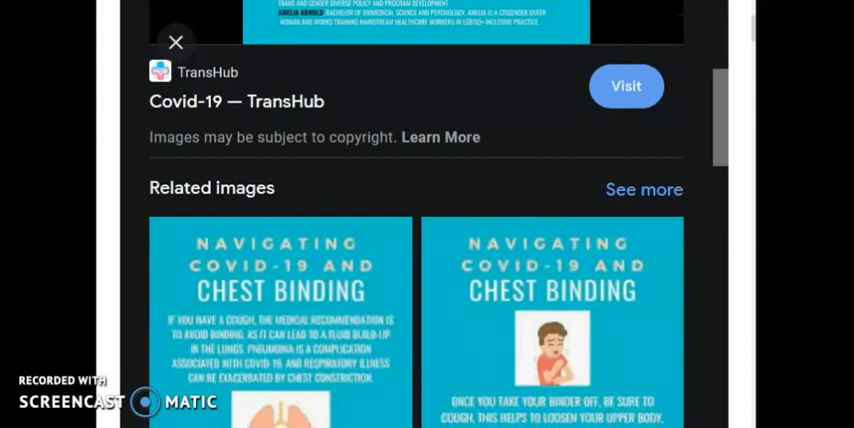 TRANS AND GENDER DIVERSE POLICY AND PROGRAM DEVELOPMENT
AMELIA ARNOLD BACHELOR OF BIOMEDICAL SCIENCE AND PSYCHOLOGY. AMELIA IS A CISGENDER QUEER
WOMAN AND WORKS TRAINING MAINSTREAM HEALTHCARE WORKERS IN LGBTIQ+ INCLUSIVE PRACTICE
TransHub
Covid-19 — TransHub
Visit
Images may be subject to copyright. Learn More
Related images
See more
NAVIGATING
COVID-19 AND
CHEST BINDING
IF YOU HAVE A COUGH, THE MEDICAL RECOMMENDATION IS
TO AVOID BINDING, AS IT CAN LEAD TO A FLUID BUILD-UP
IN THE LUNGS. PNEUMONIA IS A COMPLICATION
ASSOCIATED WITH COVID-19, AND RESPIRATORY ILLNESS
CAN BE EXACERBATED BY CHEST CONSTRICTION.
NAVIGATING
COVID-19 AND
CHEST BINDING
ONCE YOU TAKE YOUR BINDER OFF, BE SURE TO
COUGH. THIS HELPS TO LOOSEN YOUR UPPER BODY,
RECORDED WITH
SCREENCAST MATIC